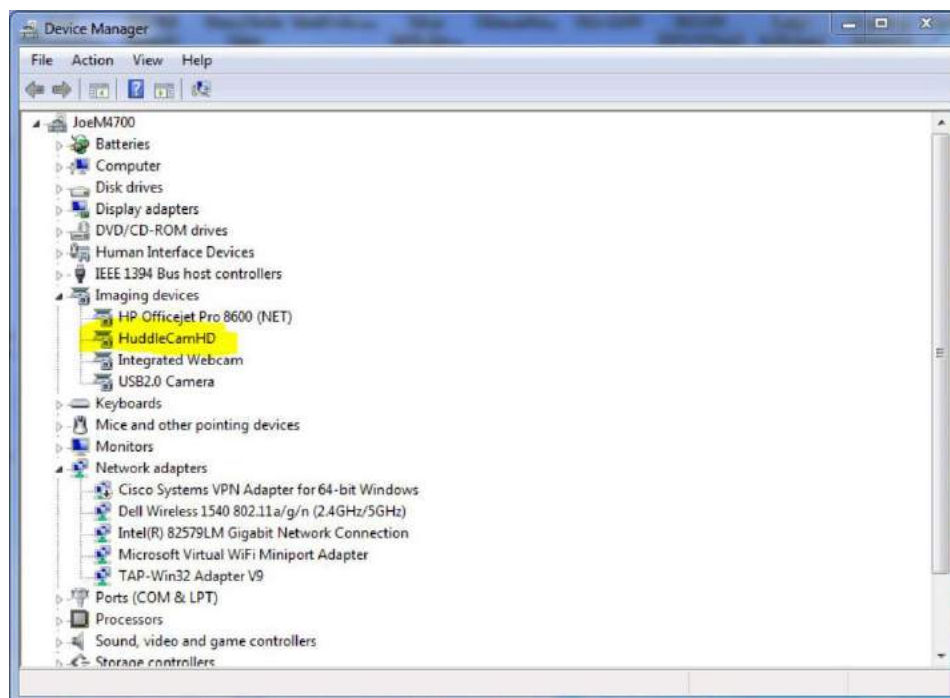 Device Manager
File Action View Help
JoeM4700
Batteries
Computer
Disk drives
Display adapters
DVD/CD-ROM drives
Human Interface Devices
IEEE 1394 Bus host controllers
Imaging devices
HP Officejet Pro 8600 (NET)
HuddleCamHD
Integrated Webcam
USB2.0 Camera
Keyboards
Mice and other pointing devices
Monitors
Network adapters
Cisco Systems VPN Adapter for 64-bit Windows
Dell Wireless 1540 802.11a/g/n (2.4GHz/5GHz)
Intel(R) 82579LM Gigabit Network Connection
Microsoft Virtual WiFi Miniport Adapter
TAP-Win32 Adapter V9
Ports (COM & LPT)
Processors
Sound, video and game controllers
Storage controllers